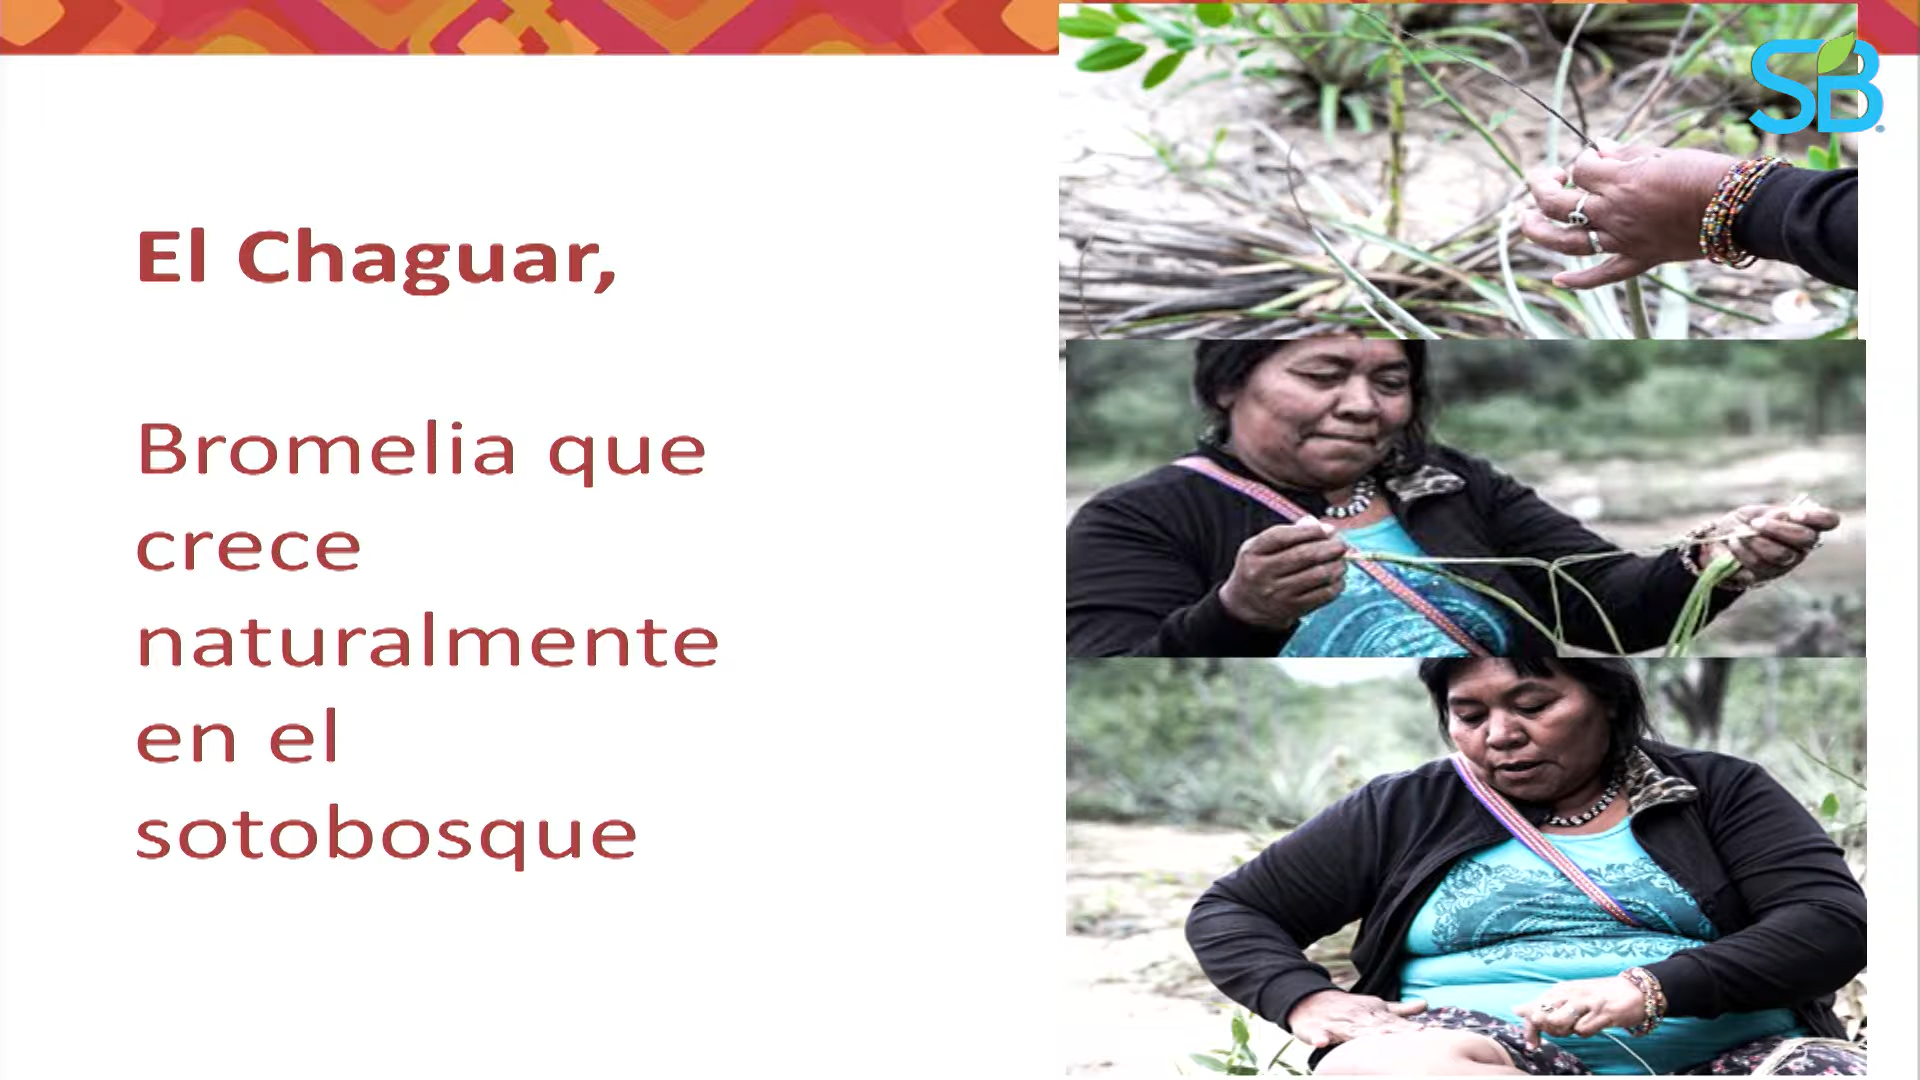 SB
El Chaguar,
Bromelia que
crece
naturalmente
en el
sotobosque